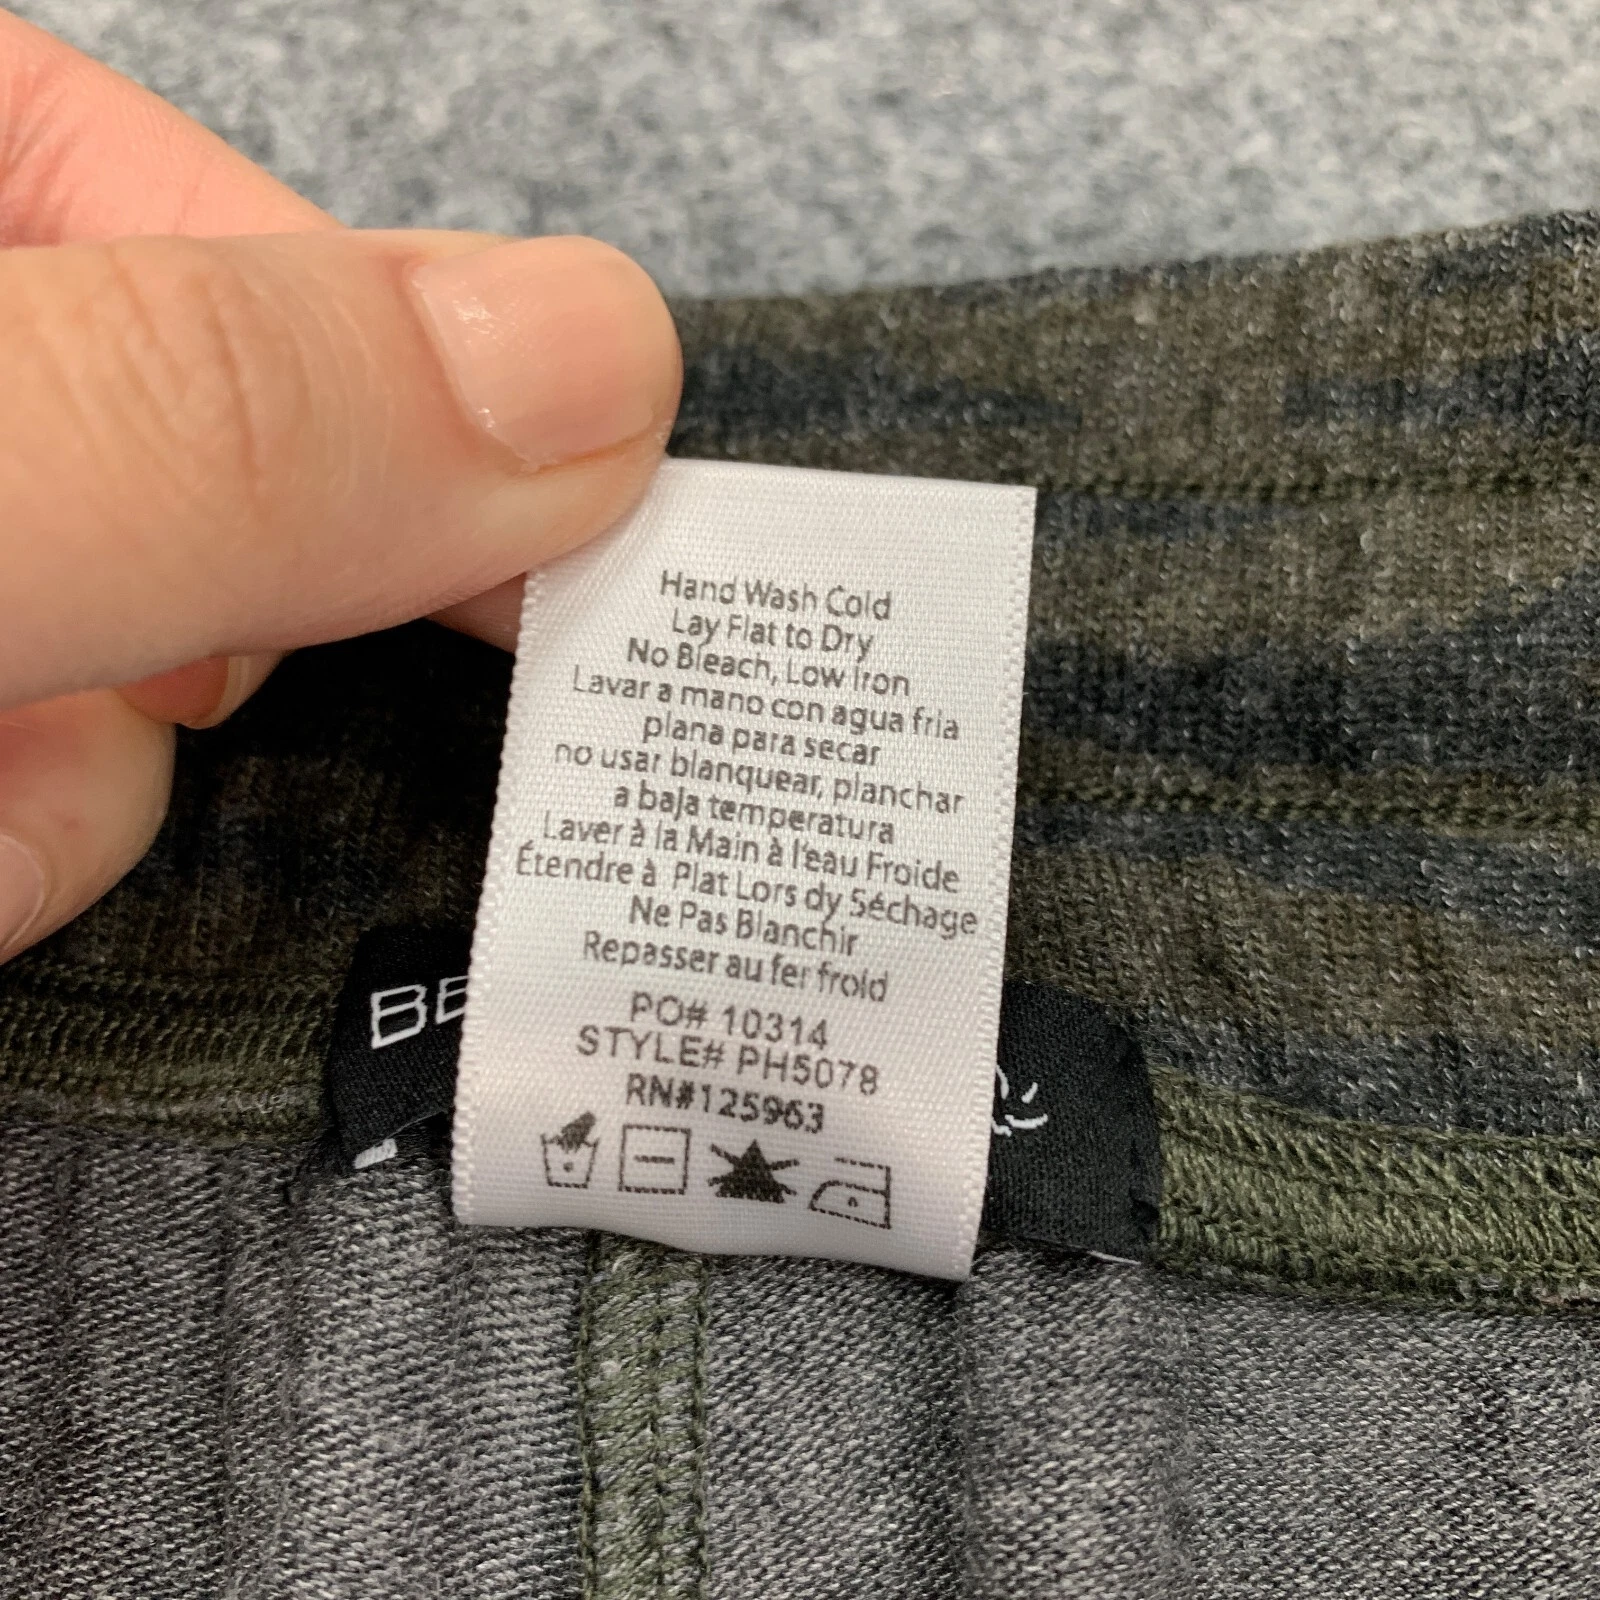 Hand Wash Cold
Lay Flat to Dry
No Bleach, Low Iron
Lavar a mano con agua fria
plana para secar
no usar blanquear, planchar
a baja temperatura
Laver à la Main à l'eau Froide
Étendre à Plat Lors dy Séchage
Ne Pas Blanchir
Repasser au fer froid
PO# 10314
STYLE# PH5078
RN#125963